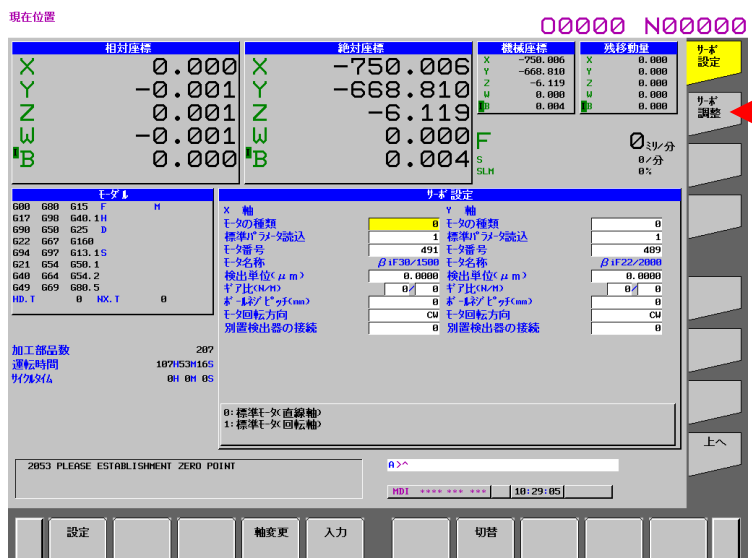 現在位置
O0000 N00000
相対座標
X 0.000
Y -0.001
Z 0.000
W -0.001
B 0.000
絶対座標
X -750.006
Y -668.810
Z -6.119
W 0.000
B 0.004
機械座標
X -750.006
Y -668.810
Z -6.119
W 0.000
B 0.004
残移動量
X 0.000
Y 0.000
Z 0.000
W 0.000
B 0.000
F 0 ミリ/分
S 0/分
SLM 0%
モーダル
G00 G80 G15 F M
G17 G98 G40.1 H
G90 G50 G25 D
G22 G67 G160
G94 G97 G13.1 S
G21 G54 G50.1
G40 G64 G54.2
G49 G69 G80.5
HD.T 0 NX.T 0
加工部品数 207
運転時間 107H53M16S
サイクルタイム 0H 0M 0S
サーボ設定
X 軸
モータの種類 0
標準パラメータ読込 1
モータ番号 491
モータ名称 βiF30/1500
検出単位(μm) 0.0000
ギア比(N/M) 0/ 0
ボールネジピッチ(mm) 0
モータ回転方向 CW
別置検出器の接続 0
Y 軸
モータの種類 0
標準パラメータ読込 1
モータ番号 489
モータ名称 βiF22/2000
検出単位(μm) 0.0000
ギア比(N/M) 0/ 0
ボールネジピッチ(mm) 0
モータ回転方向 CW
別置検出器の接続 0
0:標準モータ(直線軸)
1:標準モータ(回転軸)
2053 PLEASE ESTABLISHMENT ZERO POINT
A>^
MDI **** *** *** 10:29:05
サーボ
設定
サーボ
調整
上へ
設定 軸変更 入力 切替